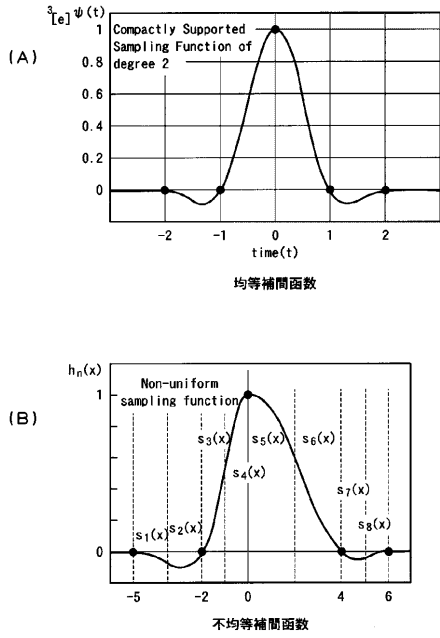 (A)
³[e]ψ(t)
Compactly Supported
Sampling Function of
degree 2
1
0.8
0.6
0.4
0.2
0
-2 -1 0 1 2
time(t)
均等補間函数
(B)
hn(x)
Non-uniform
sampling function
1
s3(x) s5(x) s6(x)
s4(x)
s7(x)
s1(x) s2(x) s8(x)
0
-5 -2 0 4 6
不均等補間函数